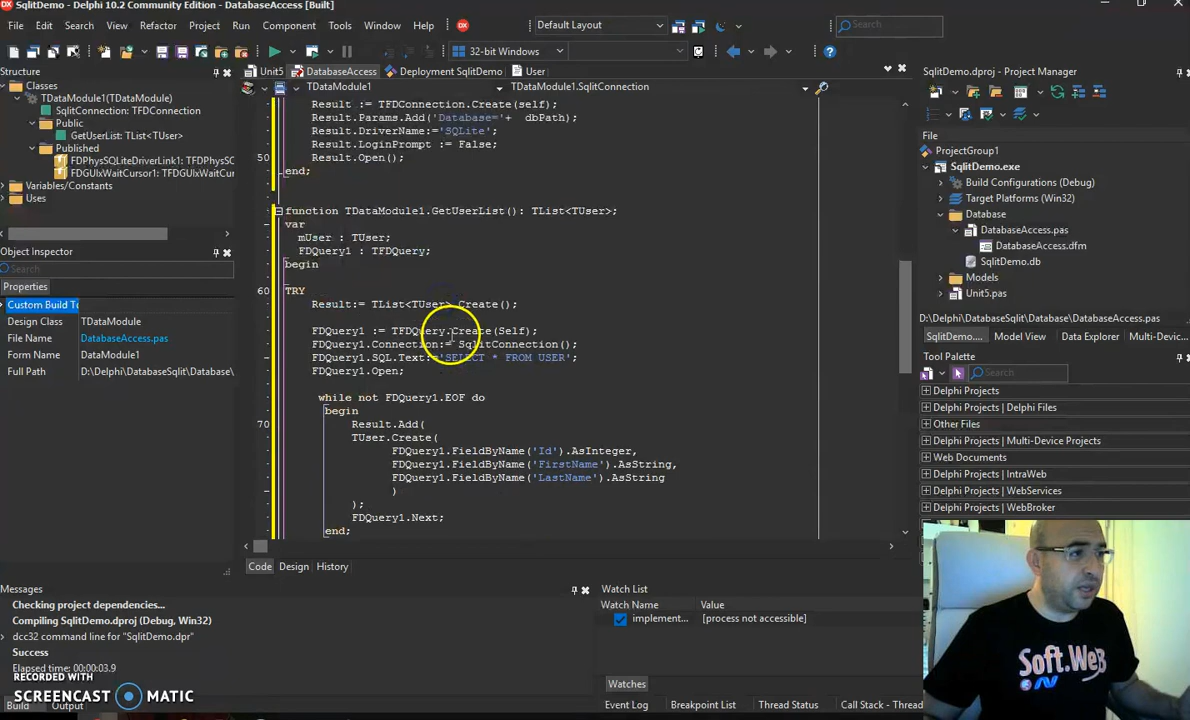 SqlitDemo - Delphi 10.2 Community Edition - DatabaseAccess [Built]
File Edit Search View Refactor Project Run Component Tools Window Help Default Layout Search
32-bit Windows
Structure
Classes
TDataModule1(TDataModule)
SqlitConnection: TFDConnection
Public
GetUserList: TList<TUser>
Published
FDPhysSQLiteDriverLink1: TFDPhysSC
FDGUIxWaitCursor1: TFDGUIxWaitCur
Variables/Constants
Uses
Object Inspector
Search
Properties
Custom Build To
Design Class TDataModule
File Name DatabaseAccess.pas
Form Name DataModule1
Full Path D:\Delphi\DatabaseSqlit\Database\
Unit5 DatabaseAccess Deployment SqlitDemo User
TDataModule1 TDataModule1.SqlitConnection
Result := TFDConnection.Create(self);
Result.Params.Add('Database='+ dbPath);
Result.DriverName:='SQLite';
Result.LoginPrompt := False;
50 Result.Open();
end;
function TDataModule1.GetUserList(): TList<TUser>;
var
mUser : TUser;
FDQuery1 : TFDQuery;
begin
60 TRY
Result:= TList<TUser>.Create();
FDQuery1 := TFDQuery.Create(Self);
FDQuery1.Connection:= SqlitConnection();
FDQuery1.SQL.Text:='SELECT * FROM USER';
FDQuery1.Open;
while not FDQuery1.EOF do
begin
70 Result.Add(
TUser.Create(
FDQuery1.FieldByName('Id').AsInteger,
FDQuery1.FieldByName('FirstName').AsString,
FDQuery1.FieldByName('LastName').AsString
)
);
FDQuery1.Next;
end;
Code Design History
SqlitDemo.dproj - Project Manager
File
ProjectGroup1
SqlitDemo.exe
Build Configurations (Debug)
Target Platforms (Win32)
Database
DatabaseAccess.pas
DatabaseAccess.dfm
SqlitDemo.db
Models
Unit5.pas
D:\Delphi\DatabaseSqlit\Database\DatabaseAccess.pas
SqlitDemo.... Model View Data Explorer
Tool Palette
Search
Delphi Projects
Delphi Projects | Delphi Files
Other Files
Delphi Projects | Multi-Device Projects
Web Documents
Delphi Projects | IntraWeb
Delphi Projects | WebServices
Delphi Projects | WebBroker
Messages
Checking project dependencies...
Compiling SqlitDemo.dproj (Debug, Win32)
dcc32 command line for "SqlitDemo.dpr"
Success
Elapsed time: 00:00:03.9
Build Output
RECORDED WITH
SCREENCAST MATIC
Watch List
Watch Name Value
implement... [process not accessible]
Watches
Event Log Breakpoint List Thread Status Call Stack - Thread
Soft.WeB